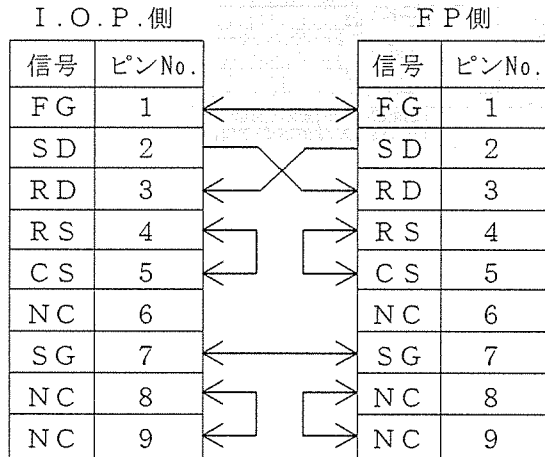 I.O.P.側 FP側
信号 ピンNo. 信号 ピンNo.
FG 1 FG 1
SD 2 SD 2
RD 3 RD 3
RS 4 RS 4
CS 5 CS 5
NC 6 NC 6
SG 7 SG 7
NC 8 NC 8
NC 9 NC 9